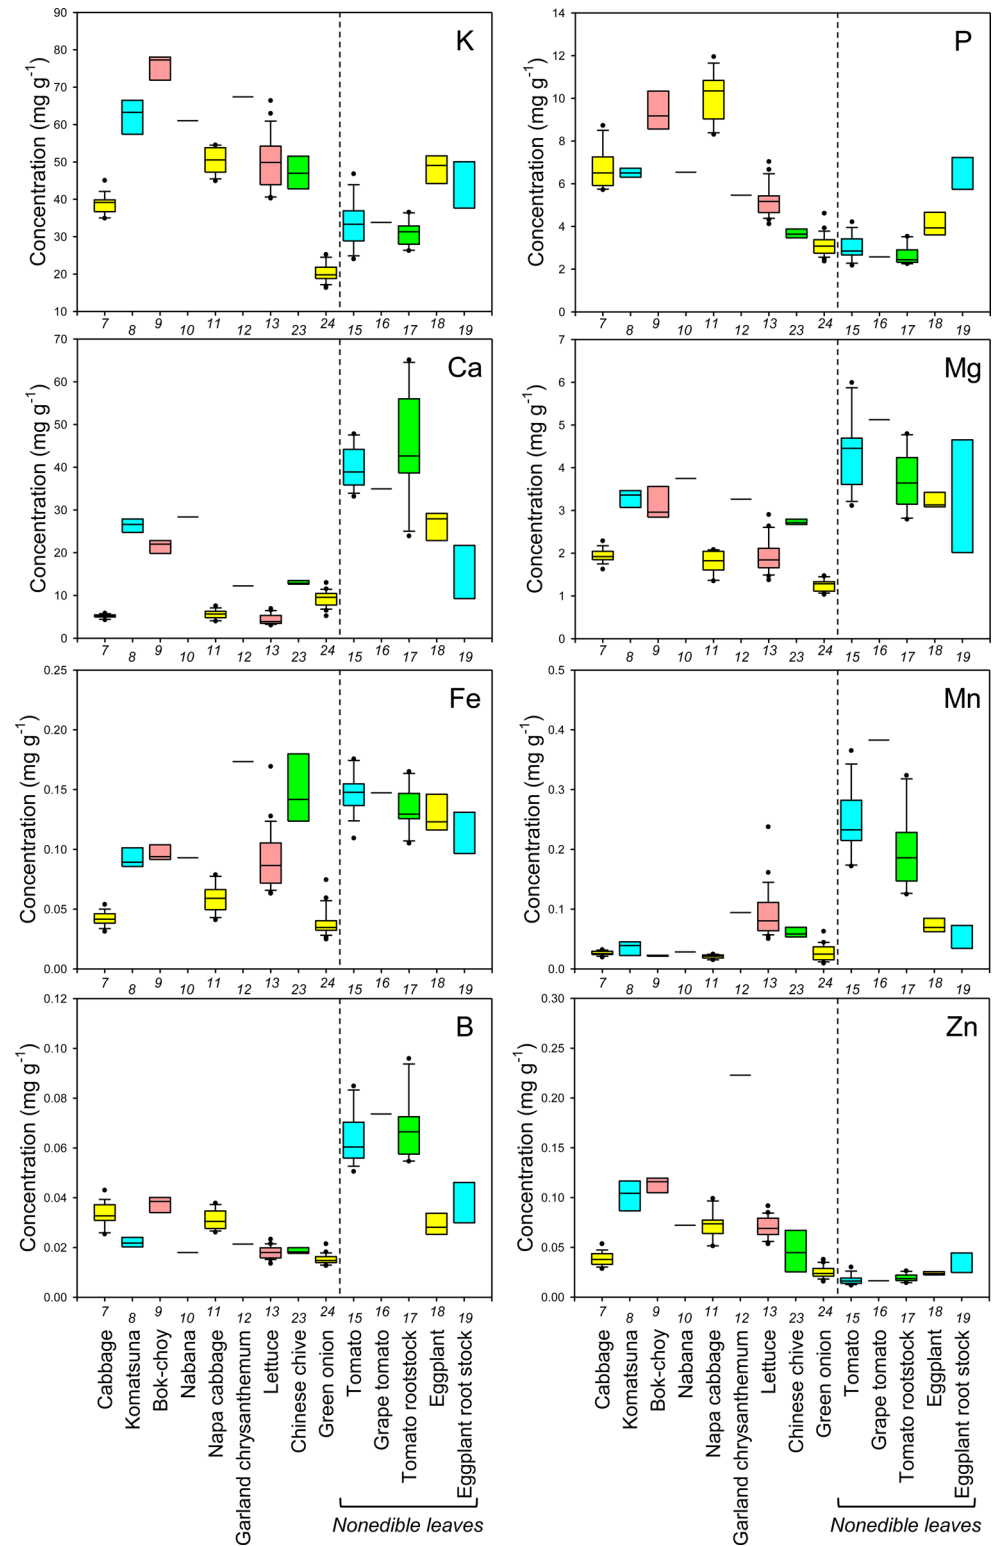 K
Concentration (mg g-1)
90
80
70
60
50
40
30
20
10
7 8 9 10 11 12 13 23 24 15 16 17 18 19
P
Concentration (mg g-1)
14
12
10
8
6
4
2
0
7 8 9 10 11 12 13 23 24 15 16 17 18 19
Ca
Concentration (mg g-1)
70
60
50
40
30
20
10
0
7 8 9 10 11 12 13 23 24 15 16 17 18 19
Mg
Concentration (mg g-1)
7
6
5
4
3
2
1
0
7 8 9 10 11 12 13 23 24 15 16 17 18 19
Fe
Concentration (mg g-1)
0.25
0.20
0.15
0.10
0.05
0.00
7 8 9 10 11 12 13 23 24 15 16 17 18 19
Mn
Concentration (mg g-1)
0.5
0.4
0.3
0.2
0.1
0.0
7 8 9 10 11 12 13 23 24 15 16 17 18 19
B
Concentration (mg g-1)
0.12
0.10
0.08
0.06
0.04
0.02
0.00
7 8 9 10 11 12 13 23 24 15 16 17 18 19
Cabbage
Komatsuna
Bok-choy
Nabana
Napa cabbage
Garland chrysanthemum
Lettuce
Chinese chive
Green onion
Tomato
Grape tomato
Tomato rootstock
Eggplant
Eggplant root stock
Nonedible leaves
Zn
Concentration (mg g-1)
0.30
0.25
0.20
0.15
0.10
0.05
0.00
7 8 9 10 11 12 13 23 24 15 16 17 18 19
Cabbage
Komatsuna
Bok-choy
Nabana
Napa cabbage
Garland chrysanthemum
Lettuce
Chinese chive
Green onion
Tomato
Grape tomato
Tomato rootstock
Eggplant
Eggplant root stock
Nonedible leaves